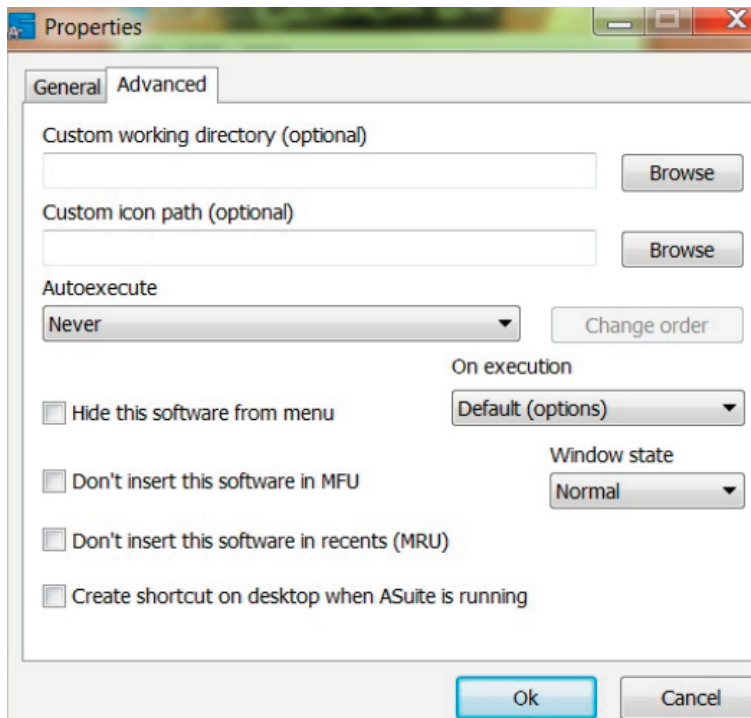 Properties
General Advanced
Custom working directory (optional)
Browse
Custom icon path (optional)
Browse
Autoexecute
Never
Change order
On execution
Hide this software from menu
Default (options)
Window state
Don't insert this software in MFU
Normal
Don't insert this software in recents (MRU)
Create shortcut on desktop when ASuite is running
Ok Cancel